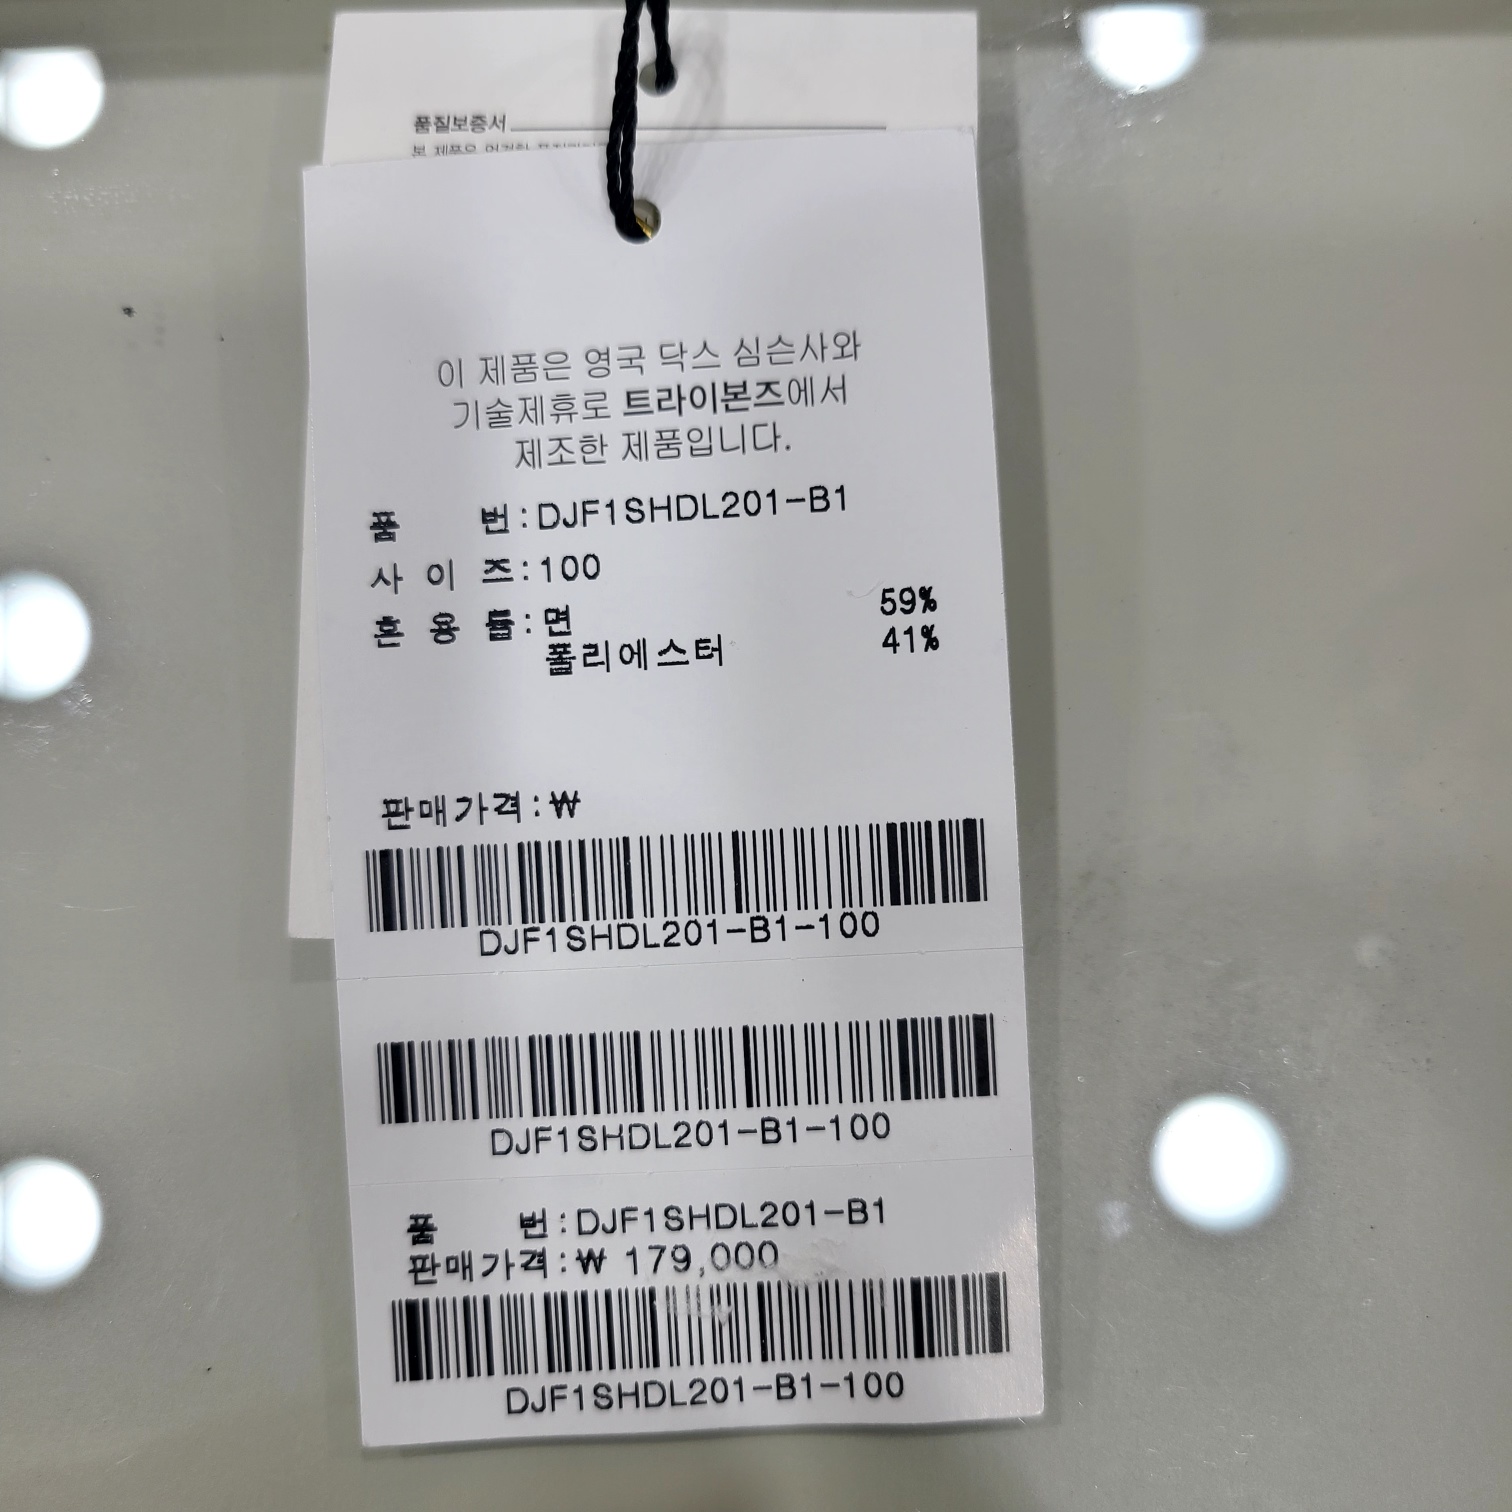 품질보증서
이 제품은 영국 닥스 심슨사와
기술제휴로 트라이본즈에서
제조한 제품입니다.
품 번:DJF1SHDL201-B1
사 이 즈:100
혼 용 률:면 59%
폴리에스터 41%
판매가격:₩
DJF1SHDL201-B1-100
DJF1SHDL201-B1-100
품 번:DJF1SHDL201-B1
판매가격:₩ 179,000
DJF1SHDL201-B1-100